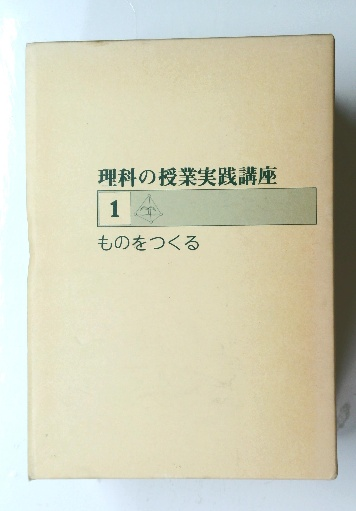 理科の授業実践講座
1
ものをつくる